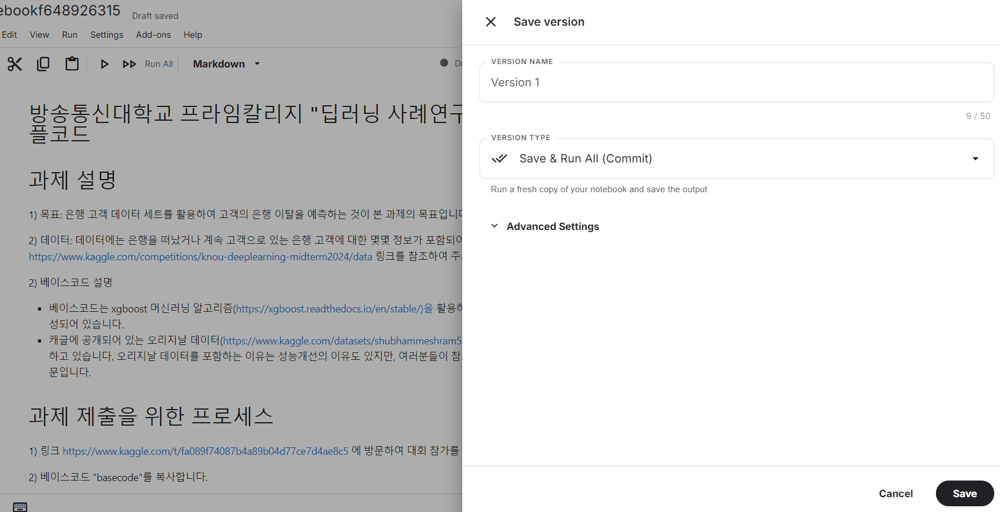 ebookf648926315
Draft saved
Edit View Run Settings Add-ons Help
Run All Markdown
방송통신대학교 프라임칼리지 "딥러닝 사례연구
플코드
과제 설명
1) 목표: 은행 고객 데이터 세트를 활용하여 고객의 은행 이탈을 예측하는 것이 본 과제의 목표입니다
2) 데이터: 데이터에는 은행을 떠났거나 계속 고객으로 있는 은행 고객에 대한 몇몇 정보가 포함되어
https://www.kaggle.com/competitions/knou-deeplearning-midterm2024/data 링크를 참조하여 주
2) 베이스코드 설명
• 베이스코드는 xgboost 머신러닝 알고리즘(https://xgboost.readthedocs.io/en/stable/)을 활용하
성되어 있습니다.
• 캐글에 공개되어 있는 오리지날 데이터(https://www.kaggle.com/datasets/shubhammeshram5
하고 있습니다. 오리지날 데이터를 포함하는 이유는 성능개선의 이유도 있지만, 여러분들이 참
문입니다.
과제 제출을 위한 프로세스
1) 링크 https://www.kaggle.com/t/fa089f74087b4a89b04d77ce7d4ae8c5 에 방문하여 대회 참가를
2) 베이스코드 "basecode"를 복사합니다.
Save version
VERSION NAME
Version 1
9 / 50
VERSION TYPE
Save & Run All (Commit)
Run a fresh copy of your notebook and save the output
Advanced Settings
Cancel Save